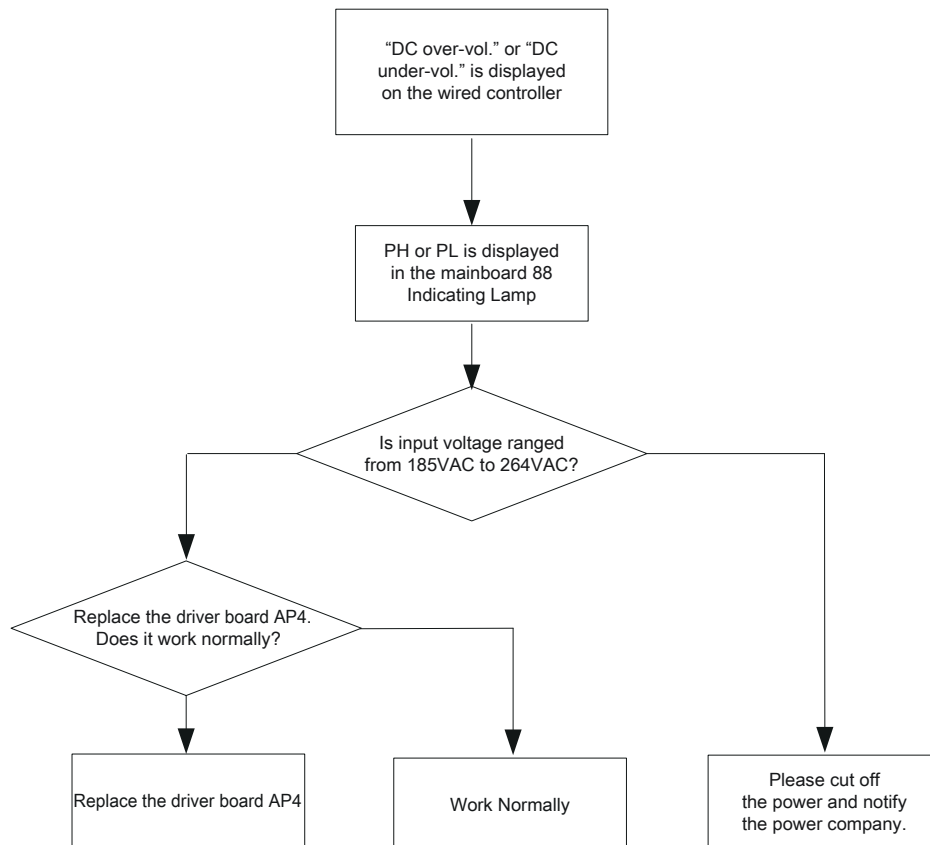 “DC over-vol.” or “DC
under-vol.” is displayed
on the wired controller
PH or PL is displayed
in the mainboard 88
Indicating Lamp
Is input voltage ranged
from 185VAC to 264VAC?
Replace the driver board AP4.
Does it work normally?
Replace the driver board AP4
Work Normally
Please cut off
the power and notify
the power company.